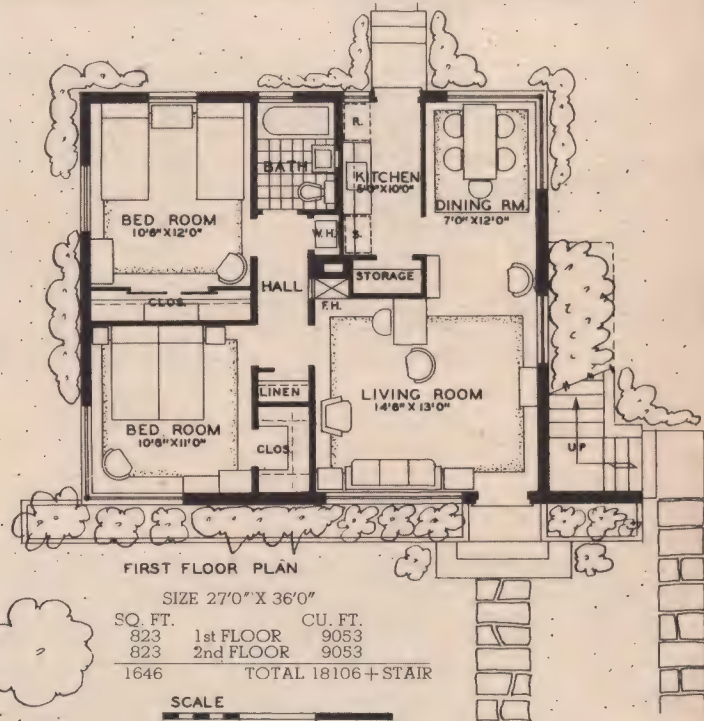 R.
BATH
KITCHEN
5'0"X10'0"
BED ROOM
10'6"X12'0"
DINING RM.
7'0"X12'0"
W.H.
S.
HALL
STORAGE
CLOS.
F.H.
LINEN
LIVING ROOM
14'6"X13'0"
BED ROOM
10'6"X11'0"
CLOS.
UP
FIRST FLOOR PLAN
SIZE 27'0" X 36'0"
SQ. FT. CU. FT.
823 1st FLOOR 9053
823 2nd FLOOR 9053
1646 TOTAL 18106 + STAIR
SCALE